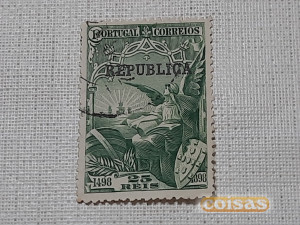 PORTUGAL CORREIOS
REPUBLICA
1498 25 1898
REIS
coisas